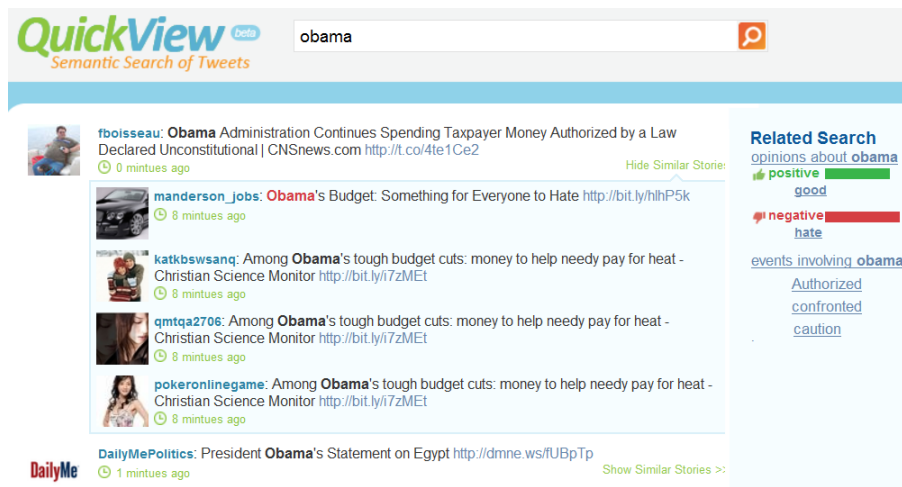 QuickView beta
Semantic Search of Tweets
obama
fboisseau: Obama Administration Continues Spending Taxpayer Money Authorized by a Law
Declared Unconstitutional | CNSnews.com http://t.co/4te1Ce2
0 mintues ago
Hide Similar Stories
manderson_jobs: Obama's Budget: Something for Everyone to Hate http://bit.ly/hlhP5k
8 mintues ago
katkbswsanq: Among Obama's tough budget cuts: money to help needy pay for heat -
Christian Science Monitor http://bit.ly/i7zMEt
8 mintues ago
qmtqa2706: Among Obama's tough budget cuts: money to help needy pay for heat -
Christian Science Monitor http://bit.ly/i7zMEt
8 mintues ago
pokeronlinegame: Among Obama's tough budget cuts: money to help needy pay for heat -
Christian Science Monitor http://bit.ly/i7zMEt
8 mintues ago
DailyMe
DailyMePolitics: President Obama's Statement on Egypt http://dmne.ws/fUBpTp
1 mintues ago
Show Similar Stories >>
Related Search
opinions about obama
positive
good
negative
hate
events involving obama
Authorized
confronted
caution